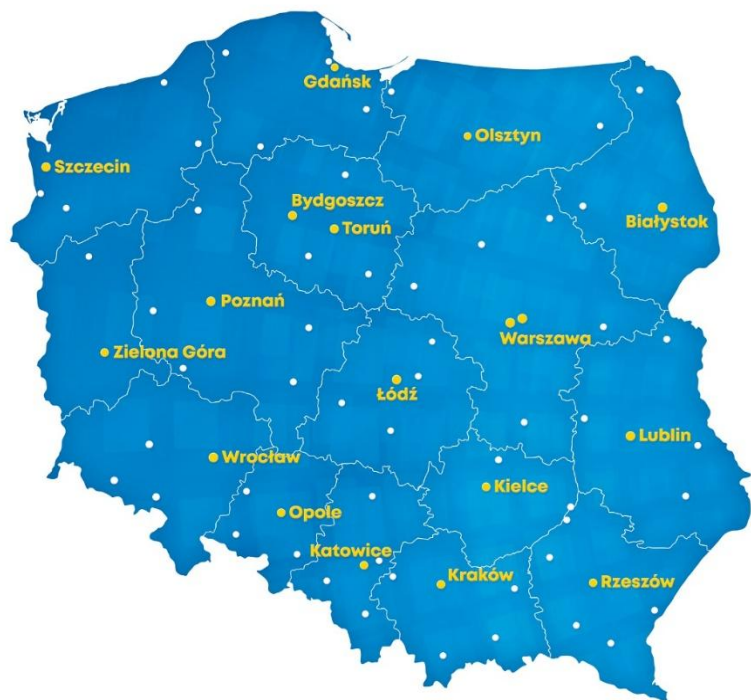 Gdańsk
Olsztyn
Szczecin
Bydgoszcz
Toruń
Białystok
Poznań
Warszawa
Zielona Góra
Łódź
Lublin
Wrocław
Kielce
Opole
Katowice
Kraków
Rzeszów